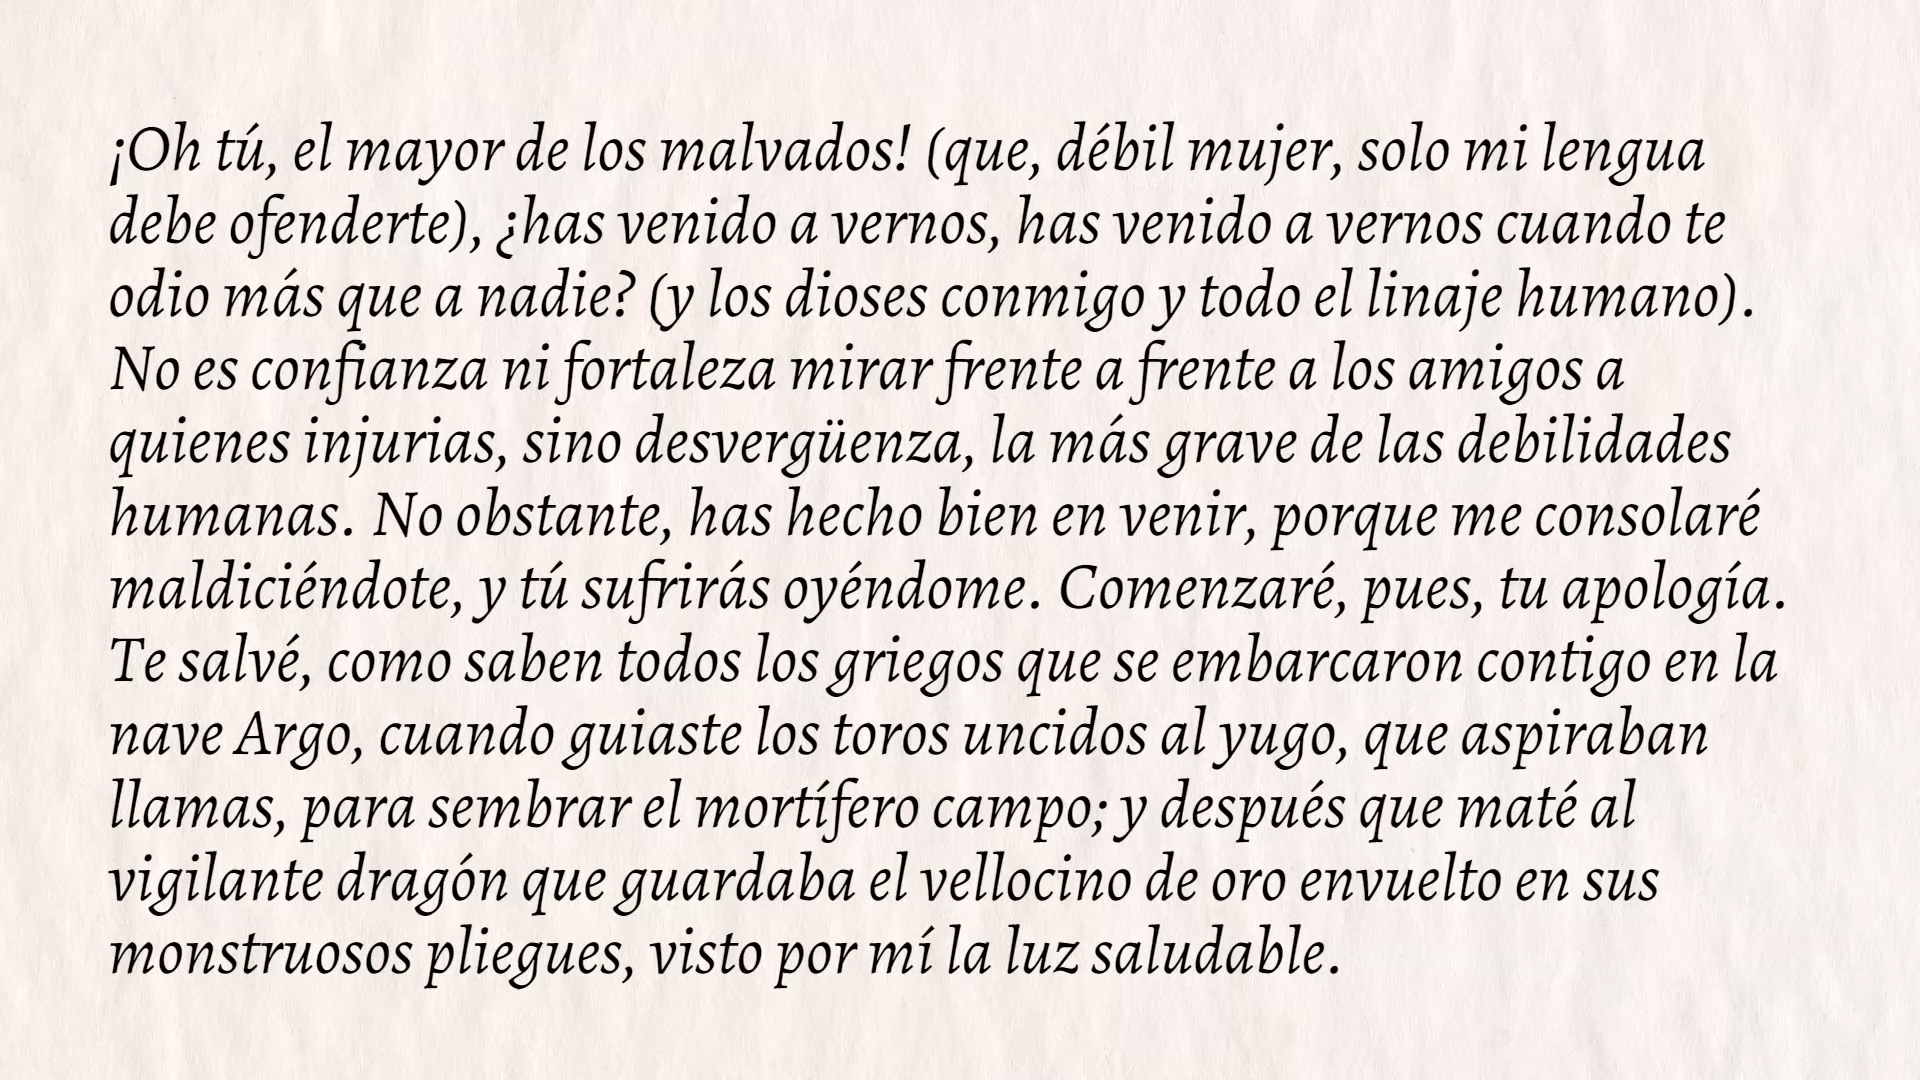 ¡Oh tú, el mayor de los malvados! (que, débil mujer, solo mi lengua
debe ofenderte), ¿has venido a vernos, has venido a vernos cuando te
odio más que a nadie? (y los dioses conmigo y todo el linaje humano).
No es confianza ni fortaleza mirar frente a frente a los amigos a
quienes injurias, sino desvergüenza, la más grave de las debilidades
humanas. No obstante, has hecho bien en venir, porque me consolaré
maldiciéndote, y tú sufrirás oyéndome. Comenzaré, pues, tu apología.
Te salvé, como saben todos los griegos que se embarcaron contigo en la
nave Argo, cuando guiaste los toros uncidos al yugo, que aspiraban
llamas, para sembrar el mortífero campo; y después que maté al
vigilante dragón que guardaba el vellocino de oro envuelto en sus
monstruosos pliegues, visto por mí la luz saludable.